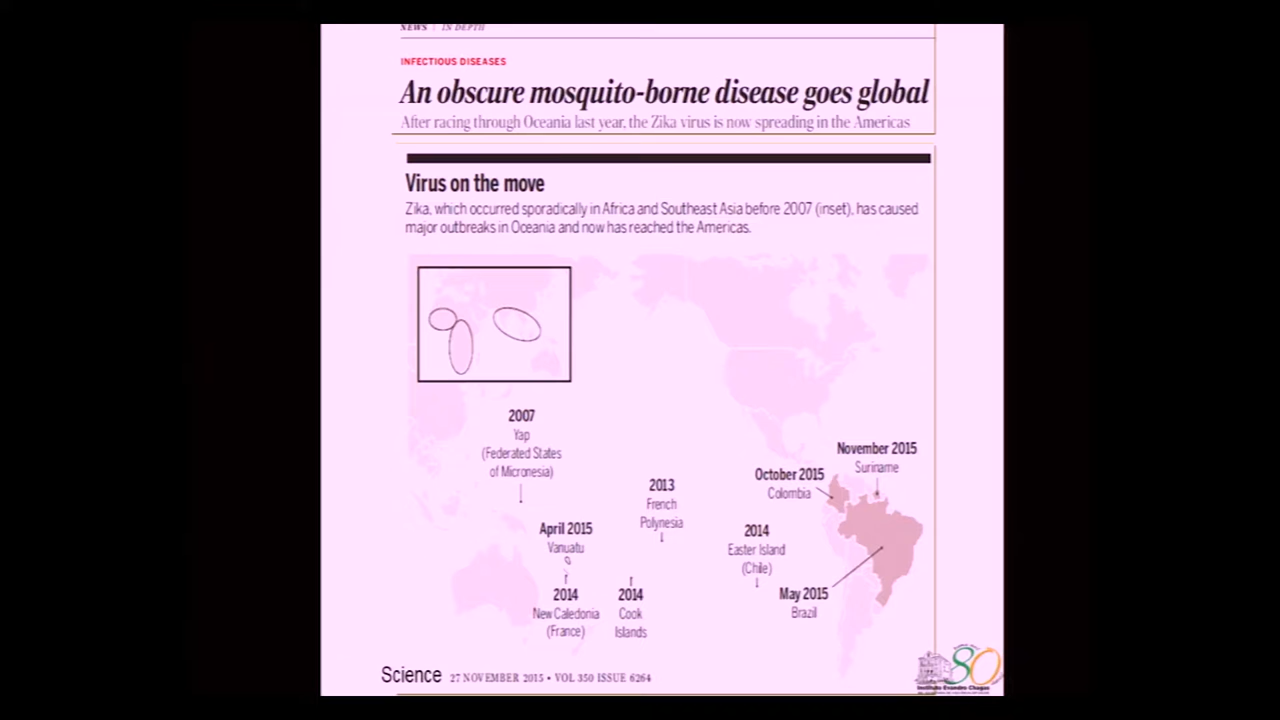 NEWS | IN DEPTH
INFECTIOUS DISEASES
An obscure mosquito-borne disease goes global
After racing through Oceania last year, the Zika virus is now spreading in the Americas
Virus on the move
Zika, which occurred sporadically in Africa and Southeast Asia before 2007 (inset), has caused
major outbreaks in Oceania and now has reached the Americas.
2007
Yap
(Federated States
of Micronesia)
April 2015
Vanuatu
2014
New Caledonia
(France)
2014
Cook
Islands
2013
French
Polynesia
2014
Easter Island
(Chile)
October 2015
Colombia
November 2015
Suriname
May 2015
Brazil
Science 27 NOVEMBER 2015 • VOL 350 ISSUE 6264
80
Instituto Evandro Chagas